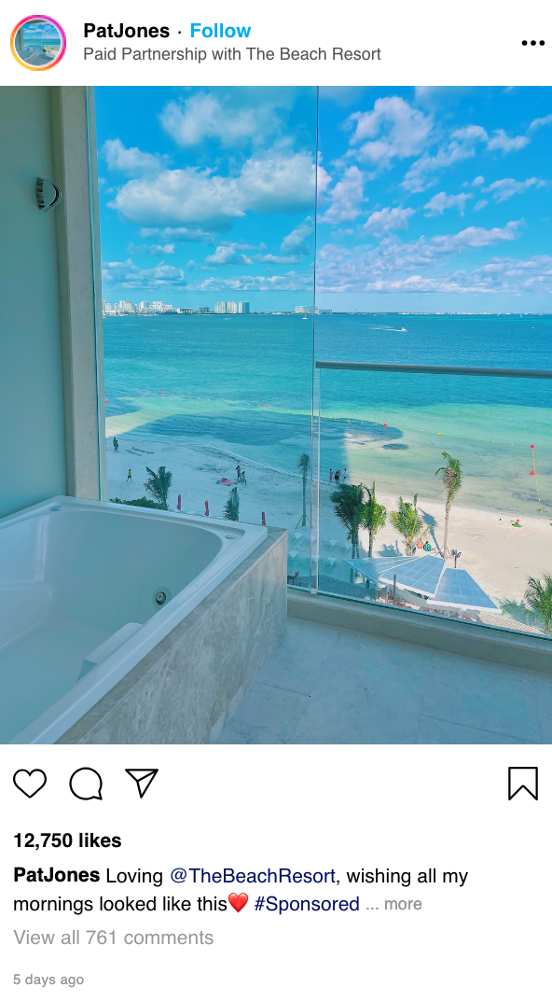 PatJones · Follow
Paid Partnership with The Beach Resort
12,750 likes
PatJones Loving @TheBeachResort, wishing all my
mornings looked like this❤️ #Sponsored ... more
View all 761 comments
5 days ago